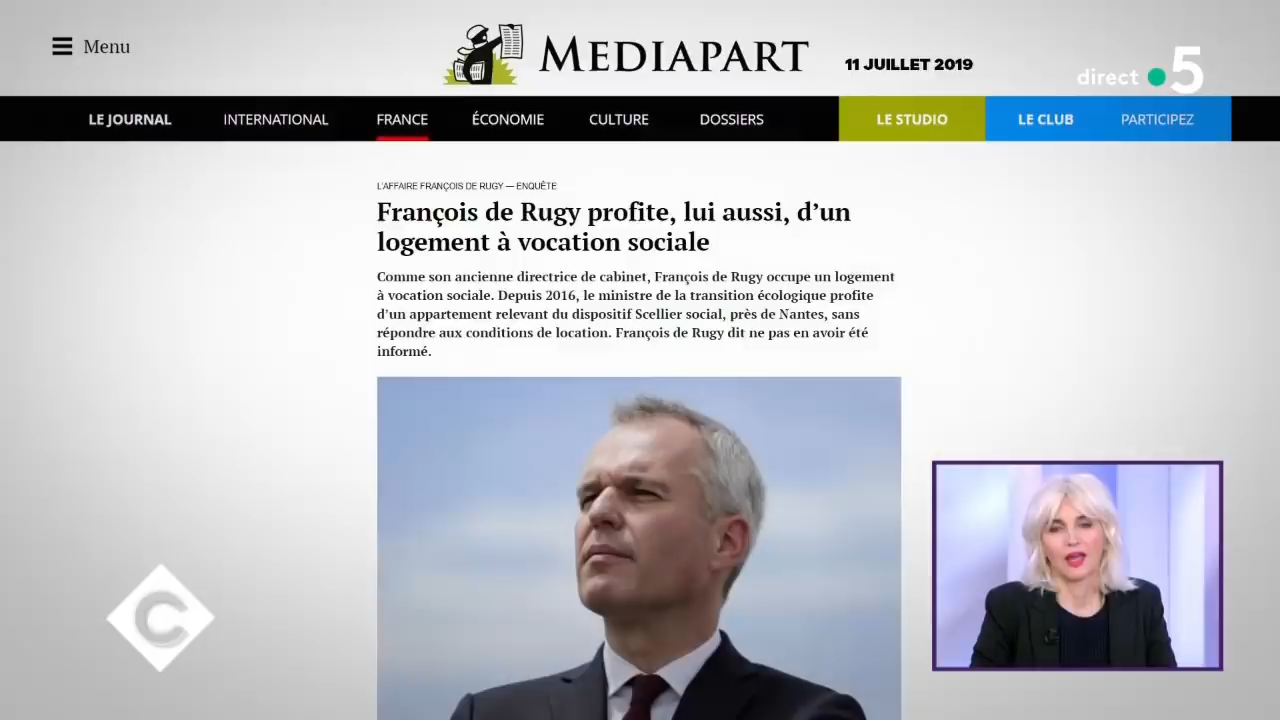 Menu
MEDIAPART
11 JUILLET 2019
direct 5
LE JOURNAL INTERNATIONAL FRANCE ÉCONOMIE CULTURE DOSSIERS LE STUDIO LE CLUB PARTICIPEZ
L'AFFAIRE FRANÇOIS DE RUGY — ENQUÊTE
François de Rugy profite, lui aussi, d'un
logement à vocation sociale
Comme son ancienne directrice de cabinet, François de Rugy occupe un logement
à vocation sociale. Depuis 2016, le ministre de la transition écologique profite
d'un appartement relevant du dispositif Scellier social, près de Nantes, sans
répondre aux conditions de location. François de Rugy dit ne pas en avoir été
informé.
C